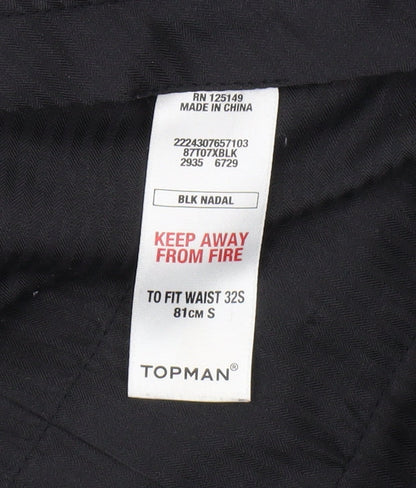 RN 125149
MADE IN CHINA
2224307657103
87T07XBLK
2935 6729
BLK NADAL
KEEP AWAY
FROM FIRE
TO FIT WAIST 32S
81CM S
TOPMAN®